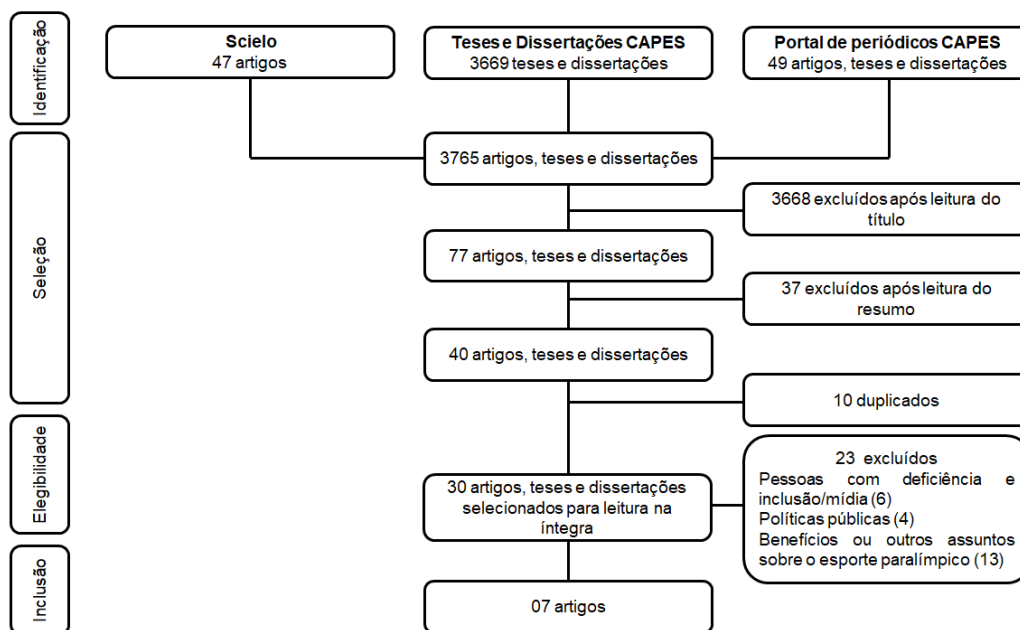 Identificação
Scielo
47 artigos
Teses e Dissertações CAPES
3669 teses e dissertações
Portal de periódicos CAPES
49 artigos, teses e dissertações
Seleção
3765 artigos, teses e dissertações
3668 excluídos após leitura do
título
77 artigos, teses e dissertações
37 excluídos após leitura do
resumo
40 artigos, teses e dissertações
10 duplicados
Elegibilidade
30 artigos, teses e dissertações
selecionados para leitura na
íntegra
23 excluídos
Pessoas com deficiência e
inclusão/mídia (6)
Políticas públicas (4)
Benefícios ou outros assuntos
sobre o esporte paralímpico (13)
Inclusão
07 artigos